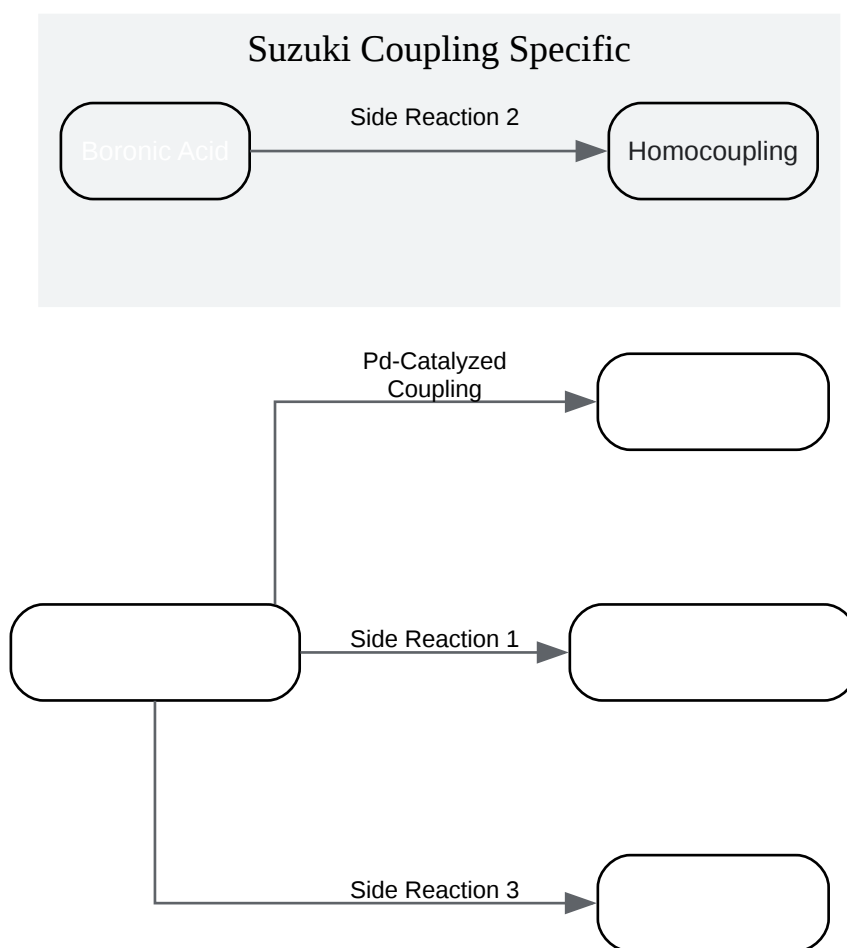 Suzuki Coupling Specific
Side Reaction 2
Boronic Acid
Homocoupling
Pd-Catalyzed
Coupling
Side Reaction 1
Side Reaction 3